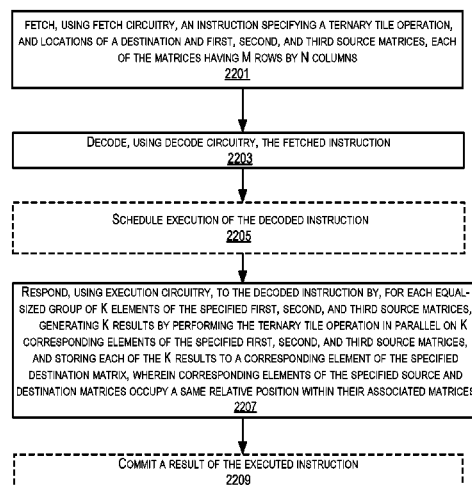 FETCH, USING FETCH CIRCUITRY, AN INSTRUCTION SPECIFYING A TERNARY TILE OPERATION,
AND LOCATIONS OF A DESTINATION AND FIRST, SECOND, AND THIRD SOURCE MATRICES, EACH
OF THE MATRICES HAVING M ROWS BY N COLUMNS
2201
DECODE, USING DECODE CIRCUITRY, THE FETCHED INSTRUCTION
2203
SCHEDULE EXECUTION OF THE DECODED INSTRUCTION
2205
RESPOND, USING EXECUTION CIRCUITRY, TO THE DECODED INSTRUCTION BY, FOR EACH EQUAL-
SIZED GROUP OF K ELEMENTS OF THE SPECIFIED FIRST, SECOND, AND THIRD SOURCE MATRICES,
GENERATING K RESULTS BY PERFORMING THE TERNARY TILE OPERATION IN PARALLEL ON K
CORRESPONDING ELEMENTS OF THE SPECIFIED FIRST, SECOND, AND THIRD SOURCE MATRICES,
AND STORING EACH OF THE K RESULTS TO A CORRESPONDING ELEMENT OF THE SPECIFIED
DESTINATION MATRIX, WHEREIN CORRESPONDING ELEMENTS OF THE SPECIFIED SOURCE AND
DESTINATION MATRICES OCCUPY A SAME RELATIVE POSITION WITHIN THEIR ASSOCIATED MATRICES
2207
COMMIT A RESULT OF THE EXECUTED INSTRUCTION
2209